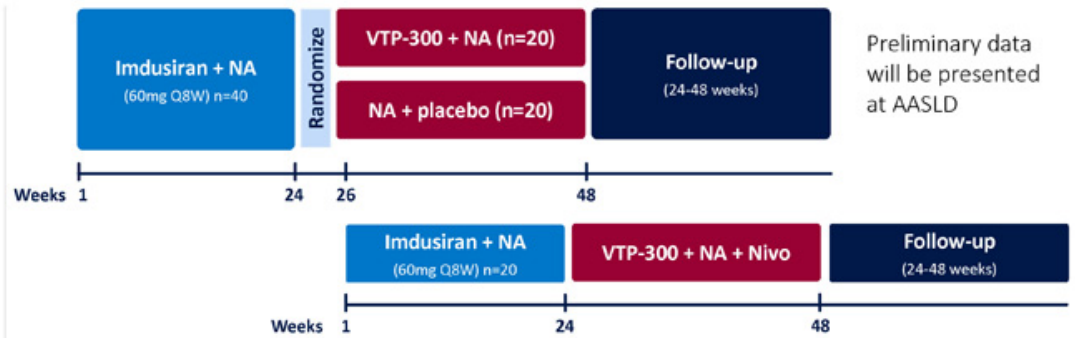 Imdusiran + NA
(60mg Q8W) n=40
Randomize
VTP-300 + NA (n=20)
NA + placebo (n=20)
Follow-up
(24-48 weeks)
Preliminary data
will be presented
at AASLD
Weeks 1 24 26 48
Imdusiran + NA
(60mg Q8W) n=20
VTP-300 + NA + Nivo
Follow-up
(24-48 weeks)
Weeks 1 24 48